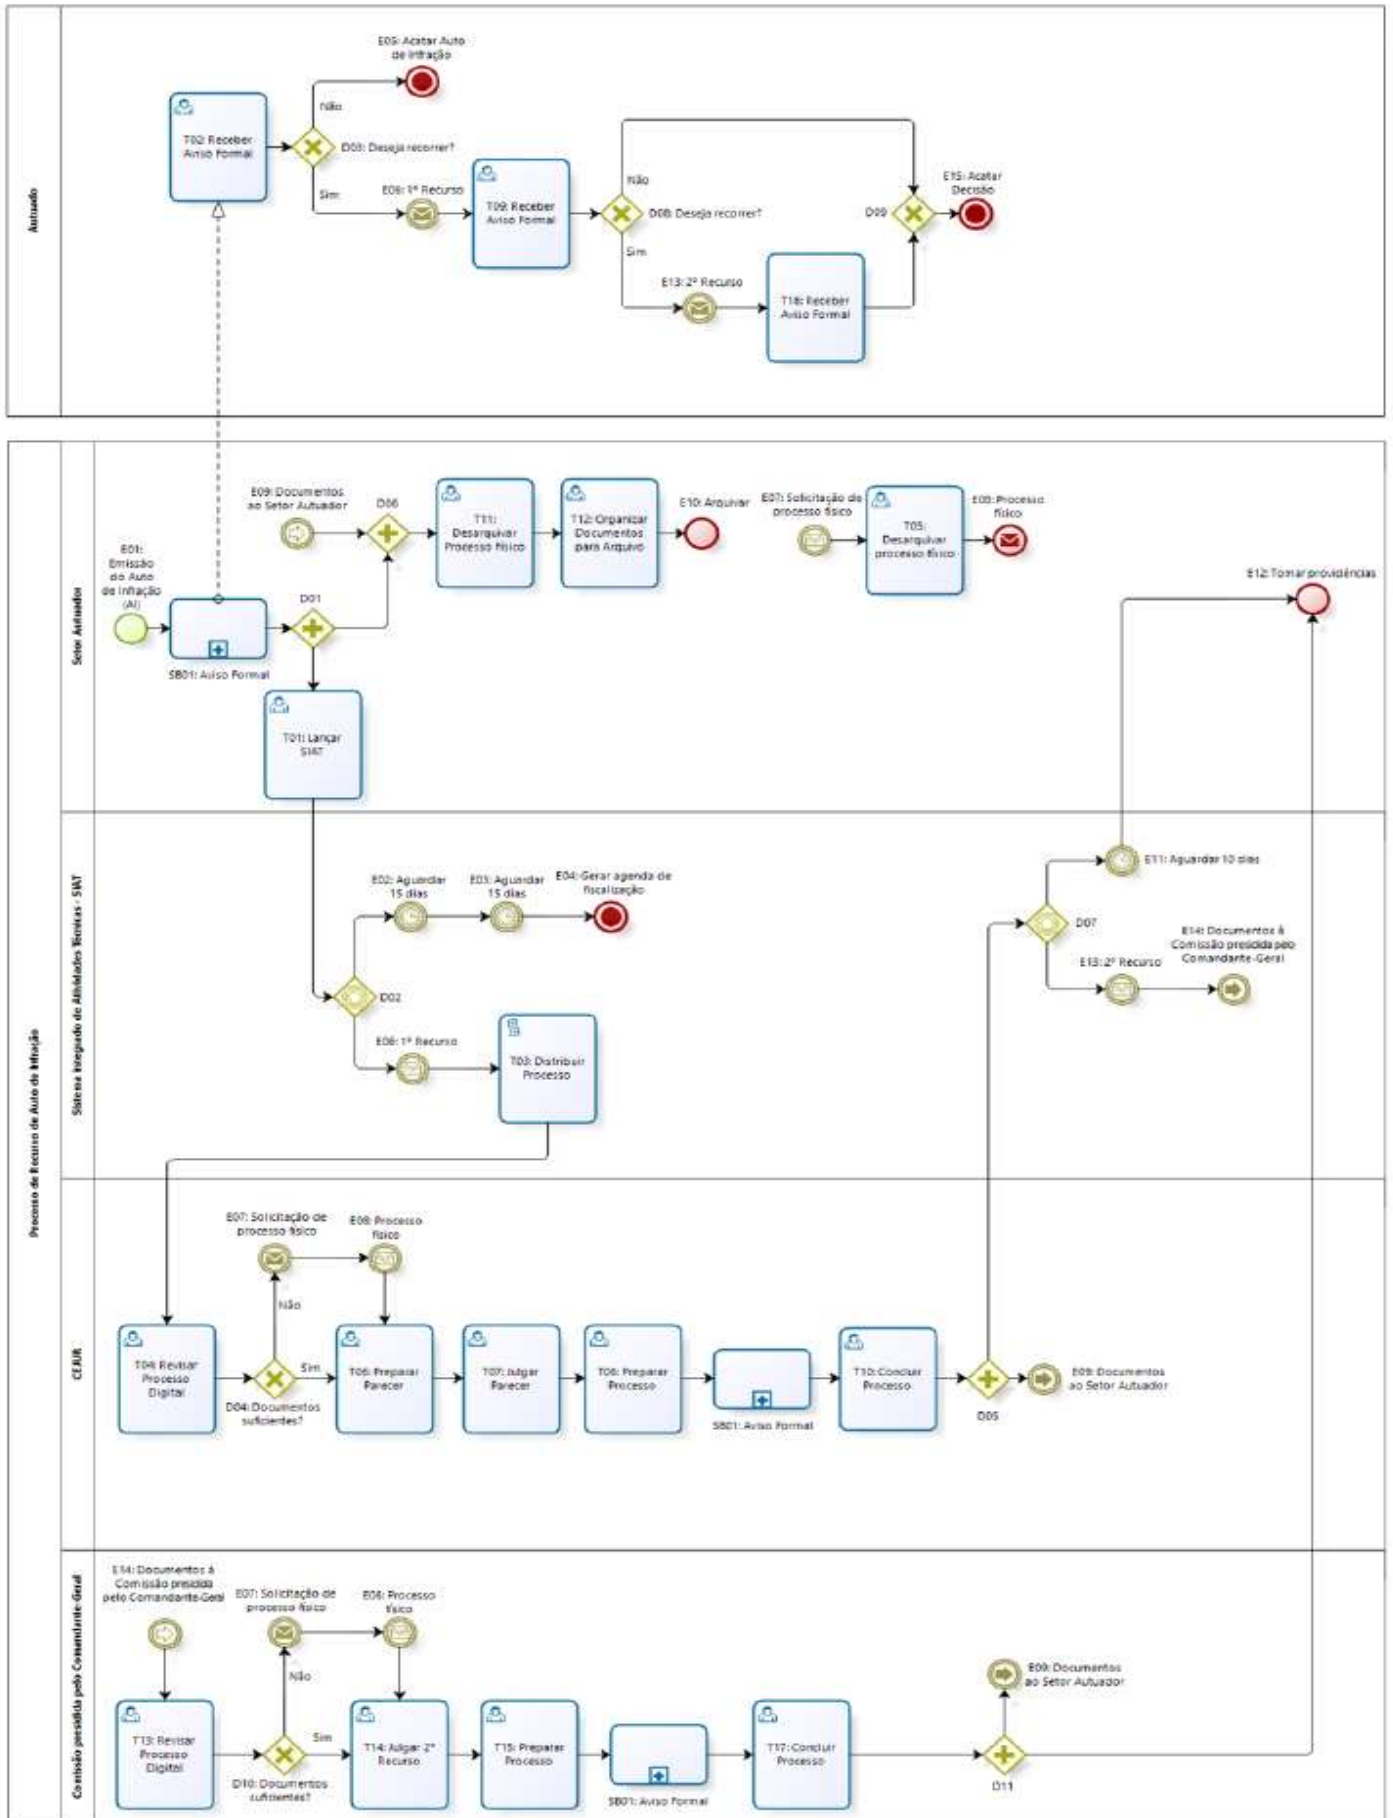 Autuado
E05: Acatar Auto
de Infração
T02: Receber
Aviso Formal
Não
D03: Deseja recorrer?
Sim
E06: 1º Recurso
T09: Receber
Aviso Formal
Não
D08: Deseja recorrer?
Sim
E13: 2º Recurso
T18: Receber
Aviso Formal
D09
E15: Acatar
Decisão
Processo de Recurso de Auto de Infração
Setor Autuador
E01:
Emissão
do Auto
de Infração
(AI)
SB01: Aviso Formal
D01
T01: Lançar
SIAT
E09: Documentos
ao Setor Autuador
D06
T11:
Desarquivar
Processo Físico
T12: Organizar
Documentos
para Arquivo
E10: Arquivar
E07: Solicitação de
processo físico
T05:
Desarquivar
processo físico
E08: Processo
físico
E12: Tomar providências
Sistema Integrado de Atividades Técnicas - SIAT
E02: Aguardar
15 dias
E03: Aguardar
15 dias
E04: Gerar agenda de
fiscalização
D02
E06: 1º Recurso
T03: Distribuir
Processo
E11: Aguardar 10 dias
D07
E13: 2º Recurso
E14: Documentos à
Comissão presidida pelo
Comandante-Geral
CEJUR
E07: Solicitação de
processo físico
E08: Processo
físico
Não
T04: Revisar
Processo
Digital
Sim
D04: Documentos
suficientes?
T06: Preparar
Parecer
T07: Julgar
Parecer
T08: Preparar
Processo
SB01: Aviso Formal
T10: Concluir
Processo
D05
E09: Documentos
ao Setor Autuador
Comissão presidida pelo Comandante-Geral
E14: Documentos à
Comissão presidida
pelo Comandante-Geral
E07: Solicitação de
processo físico
E08: Processo
físico
Não
T13: Revisar
Processo
Digital
Sim
D10: Documentos
suficientes?
T14: Julgar 2º
Recurso
T15: Preparar
Processo
SB01: Aviso Formal
T17: Concluir
Processo
E09: Documentos
ao Setor Autuador
D11